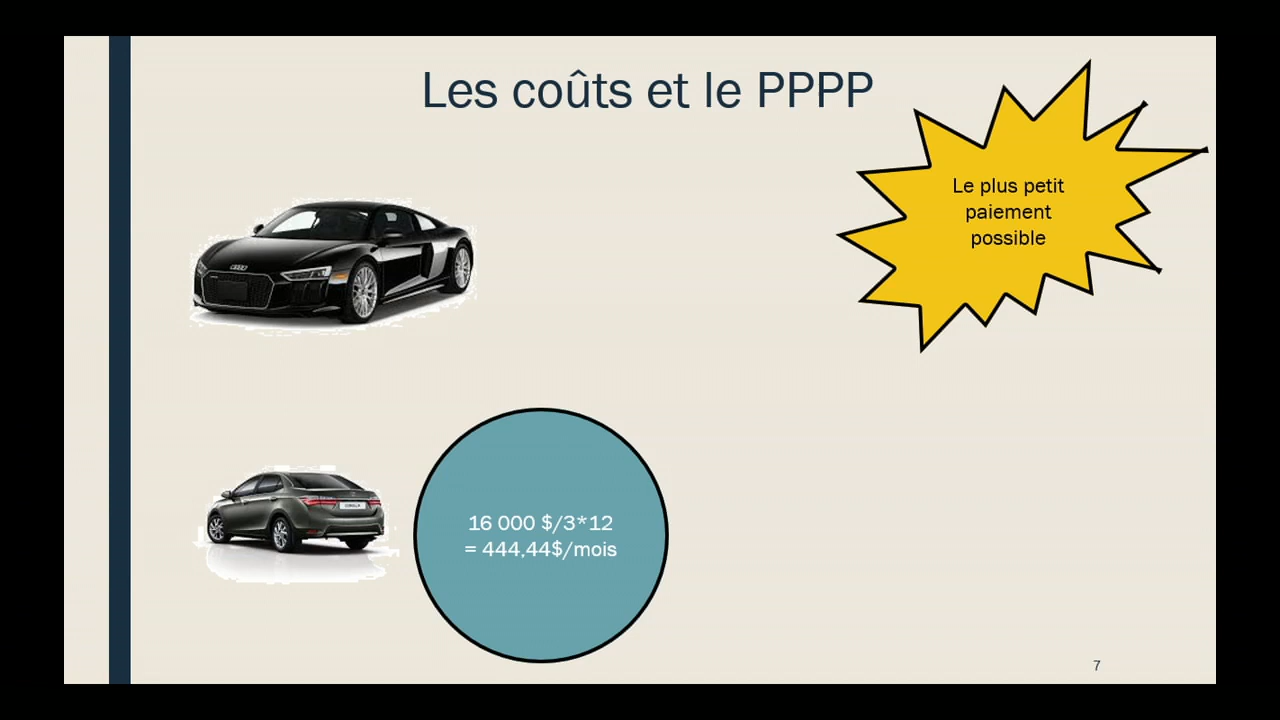 Les coûts et le PPPP
Le plus petit
paiement
possible
16 000 $/3*12
= 444,44$/mois
7